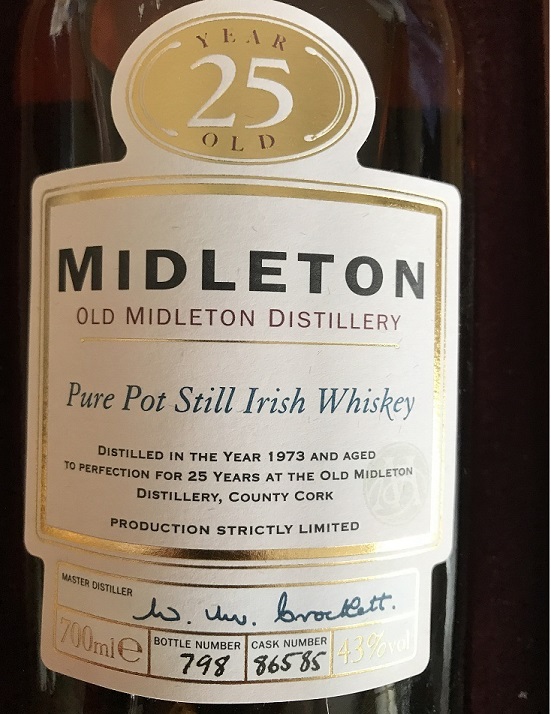 YEAR
25
OLD
MIDLETON
OLD MIDLETON DISTILLERY
Pure Pot Still Irish Whiskey
DISTILLED IN THE YEAR 1973 AND AGED
TO PERFECTION FOR 25 YEARS AT THE OLD MIDLETON
DISTILLERY, COUNTY CORK
PRODUCTION STRICTLY LIMITED
MASTER DISTILLER
Crockett.
700ml e
BOTTLE NUMBER
798
CASK NUMBER
86585
43%vol